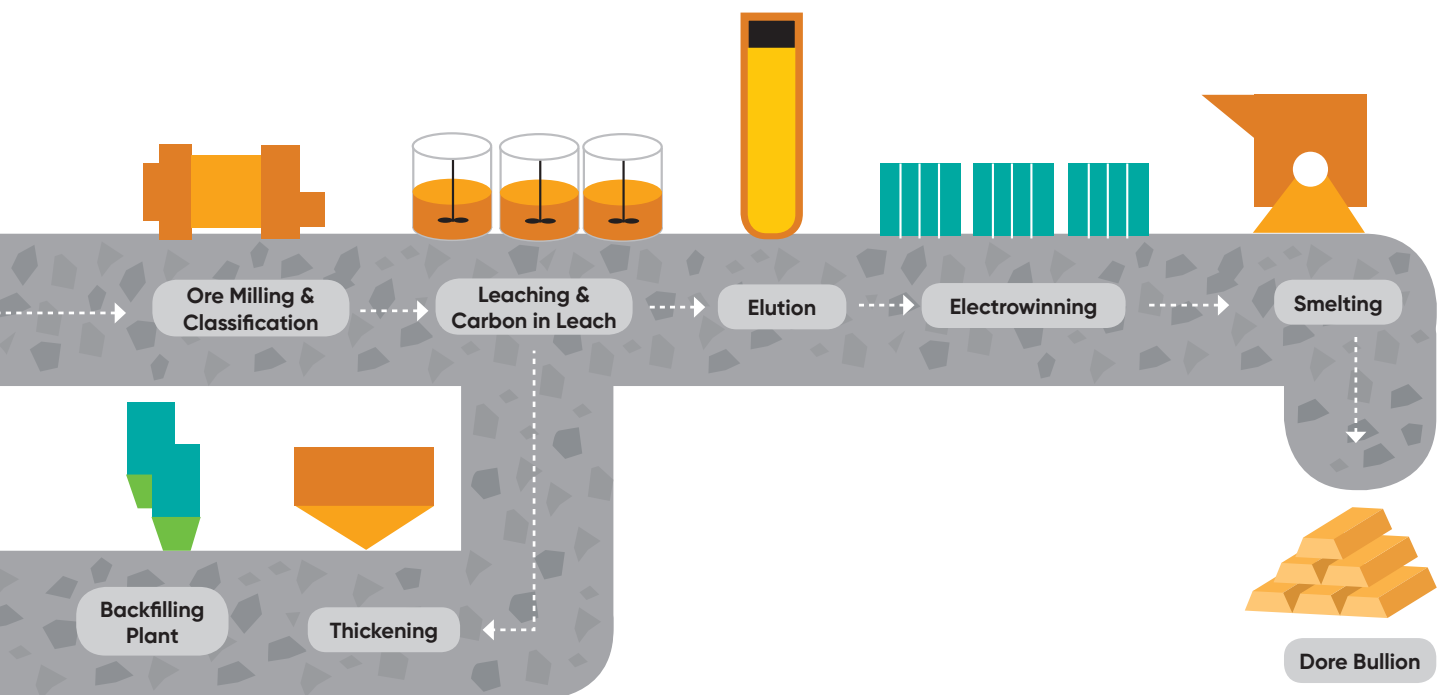 Ore Milling &
Classification
Leaching &
Carbon in Leach
Elution
Electrowinning
Smelting
Backfilling
Plant
Thickening
Dore Bullion